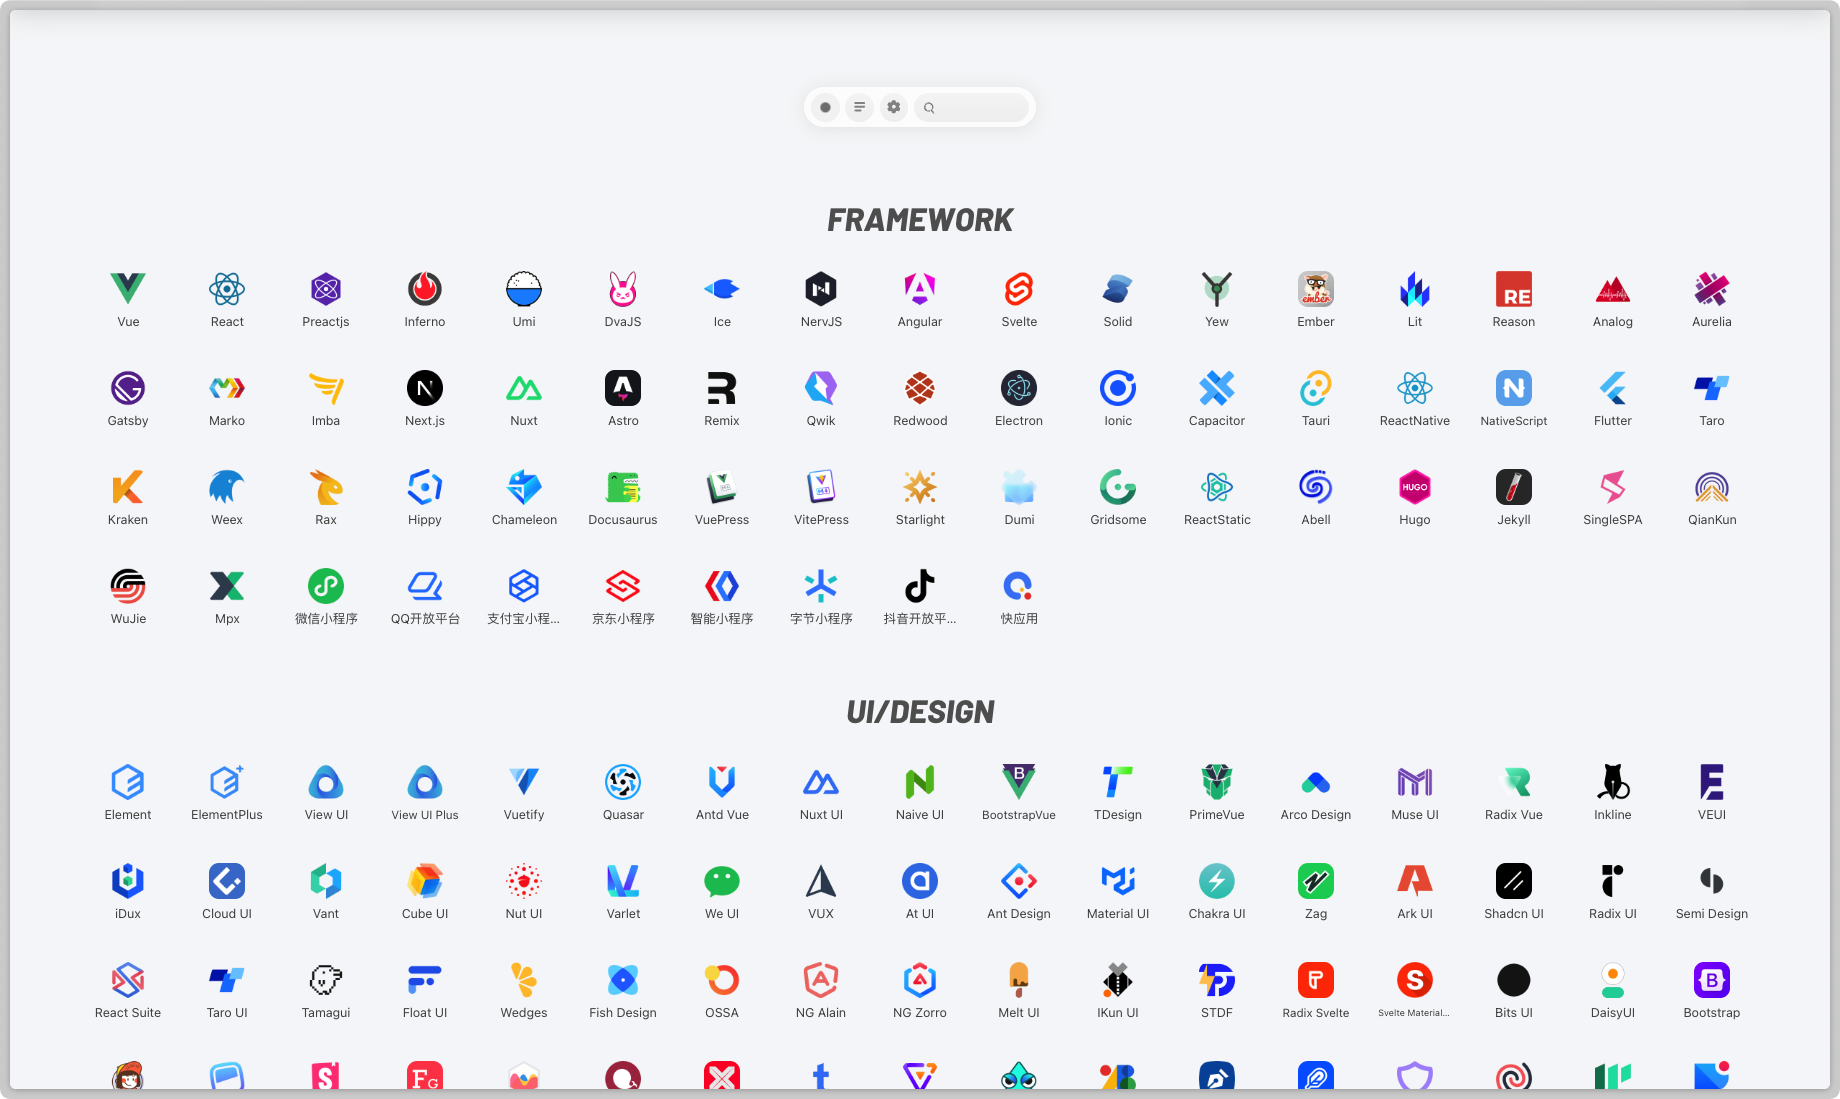 FRAMEWORK
Vue React Preactjs Inferno Umi DvaJS Ice NervJS Angular Svelte Solid Yew Ember Lit Reason Analog Aurelia
Gatsby Marko Imba Next.js Nuxt Astro Remix Qwik Redwood Electron Ionic Capacitor Tauri ReactNative NativeScript Flutter Taro
Kraken Weex Rax Hippy Chameleon Docusaurus VuePress VitePress Starlight Dumi Gridsome ReactStatic Abell Hugo Jekyll SingleSPA QianKun
WuJie Mpx 微信小程序 QQ开放平台 支付宝小程... 京东小程序 智能小程序 字节小程序 抖音开放平... 快应用
UI/DESIGN
Element ElementPlus View UI View UI Plus Vuetify Quasar Antd Vue Nuxt UI Naive UI BootstrapVue TDesign PrimeVue Arco Design Muse UI Radix Vue Inkline VEUI
iDux Cloud UI Vant Cube UI Nut UI Varlet We UI VUX At UI Ant Design Material UI Chakra UI Zag Ark UI Shadcn UI Radix UI Semi Design
React Suite Taro UI Tamagui Float UI Wedges Fish Design OSSA NG Alain NG Zorro Melt UI IKun UI STDF Radix Svelte Svelte Material... Bits UI DaisyUI Bootstrap